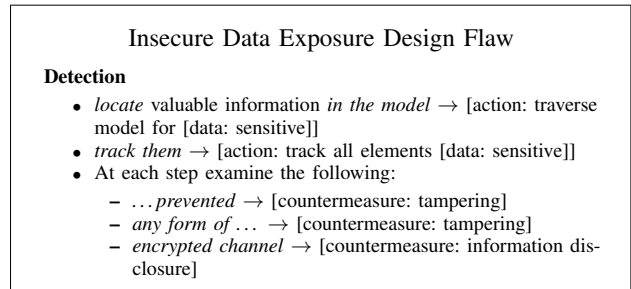 Insecure Data Exposure Design Flaw
Detection
• locate valuable information in the model → [action: traverse
model for [data: sensitive]]
• track them → [action: track all elements [data: sensitive]]
• At each step examine the following:
– ...prevented → [countermeasure: tampering]
– any form of ... → [countermeasure: tampering]
– encrypted channel → [countermeasure: information dis-
closure]